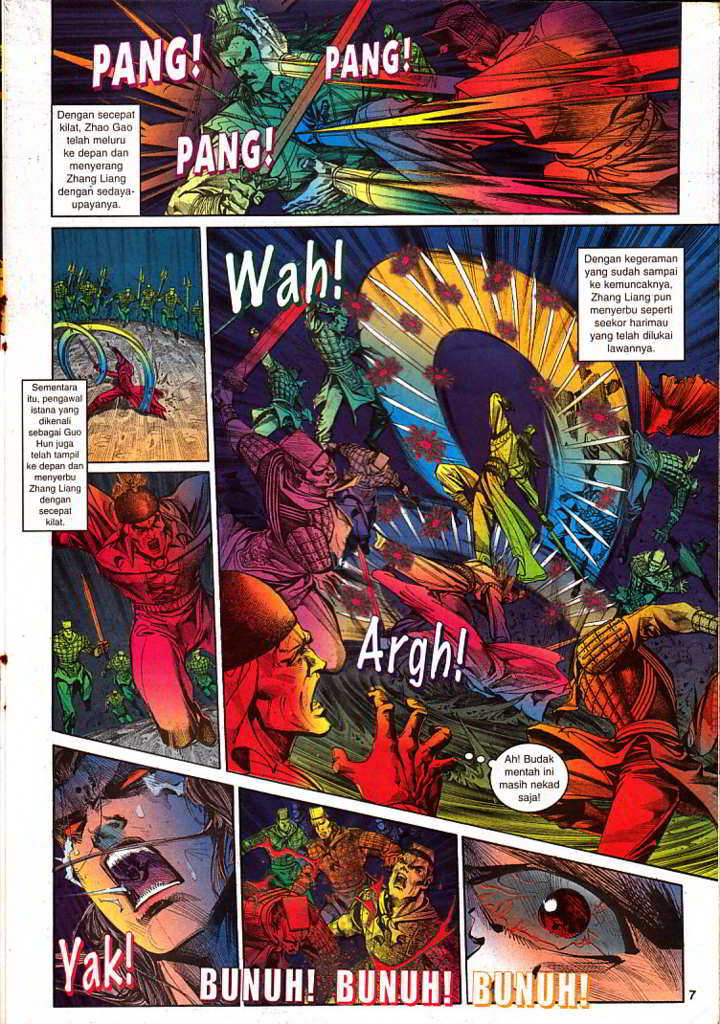 PANG!
PANG!
PANG!
Dengan secepat
kilat, Zhao Gao
telah meluru
ke depan dan
menyerang
Zhang Liang
dengan sedaya-
upayanya.
Wah!
Dengan kegeraman
yang sudah sampai
ke kemuncaknya,
Zhang Liang pun
menyerbu seperti
seekor harimau
yang telah dilukai
lawannya.
Sementara
itu, pengawal
istana yang
dikenali
sebagai Guo
Hun juga
telah tampil
ke depan dan
menyerbu
Zhang Liang
dengan
secepat
kilat.
Argh!
Ah! Budak
mentah ini
masih nekad
saja!
Yak!
BUNUH! BUNUH! BUNUH!
7